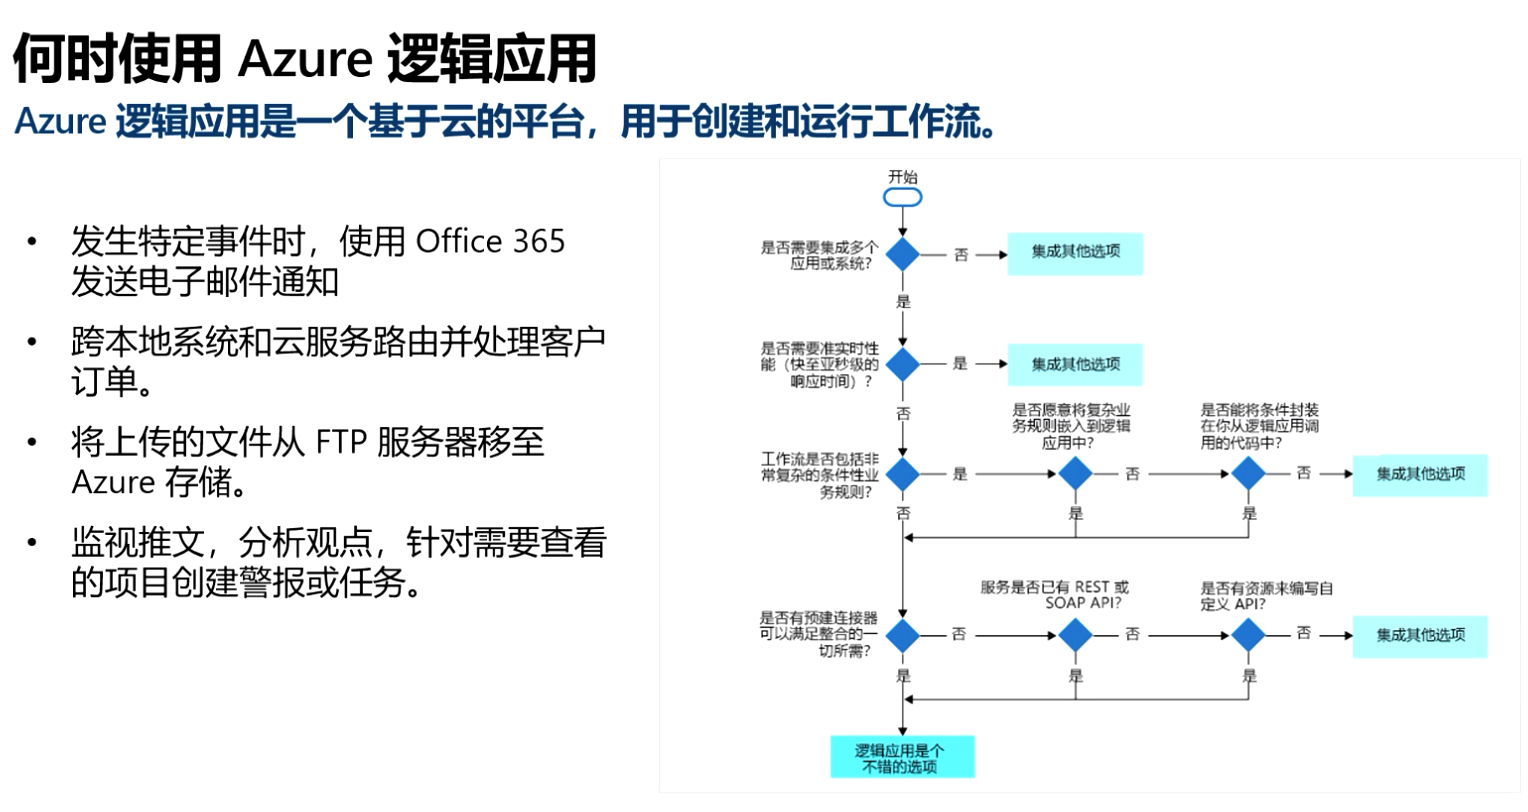 何时使用 Azure 逻辑应用
Azure 逻辑应用是一个基于云的平台，用于创建和运行工作流。
• 发生特定事件时，使用 Office 365
发送电子邮件通知
• 跨本地系统和云服务路由并处理客户
订单。
• 将上传的文件从 FTP 服务器移至
Azure 存储。
• 监视推文，分析观点，针对需要查看
的项目创建警报或任务。
开始
是否需要集成多个
应用或系统？
否
集成其他选项
是
是否需要准实时性
能（快至亚秒级的
响应时间）？
是
集成其他选项
否
工作流是否包括非
常复杂的条件性业
务规则？
是
是否愿意将复杂业
务规则嵌入到逻辑
应用中？
否
是否能将条件封装
在你从逻辑应用调
用的代码中？
否
集成其他选项
否
是
是
是否有预建连接器
可以满足整合的一
切所需？
否
服务是否已有 REST 或
SOAP API？
否
是否有资源来编写自
定义 API？
否
集成其他选项
是
是
是
逻辑应用是个
不错的选项